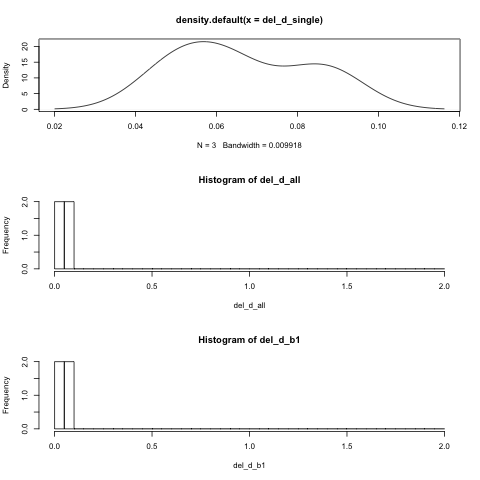 density.default(x = del_d_single)
Density
20
15
10
5
0
0.02 0.04 0.06 0.08 0.10 0.12
N = 3 Bandwidth = 0.009918
Histogram of del_d_all
Frequency
2.0
1.0
0.0
0.0 0.5 1.0 1.5 2.0
del_d_all
Histogram of del_d_b1
Frequency
2.0
1.0
0.0
0.0 0.5 1.0 1.5 2.0
del_d_b1